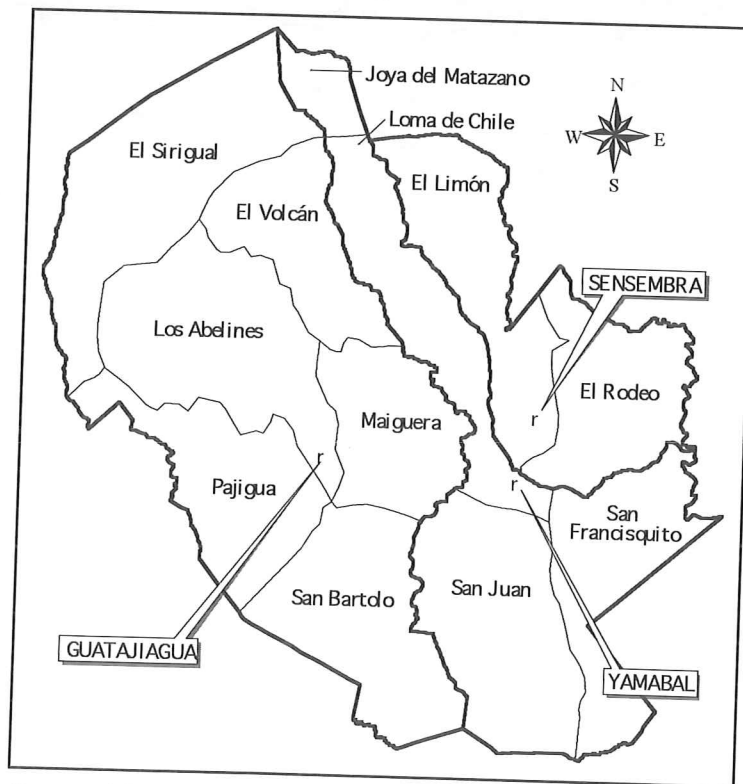 Joya del Matazano
Loma de Chile
N
W E
S
El Sirigual
El Limón
El Volcán
SENSEMBRA
Los Abelines
El Rodeo
r
Maiguera
r
Pajigua
r
San
Francisquito
San Juan
San Bartolo
GUATAJIAGUA
YAMABAL